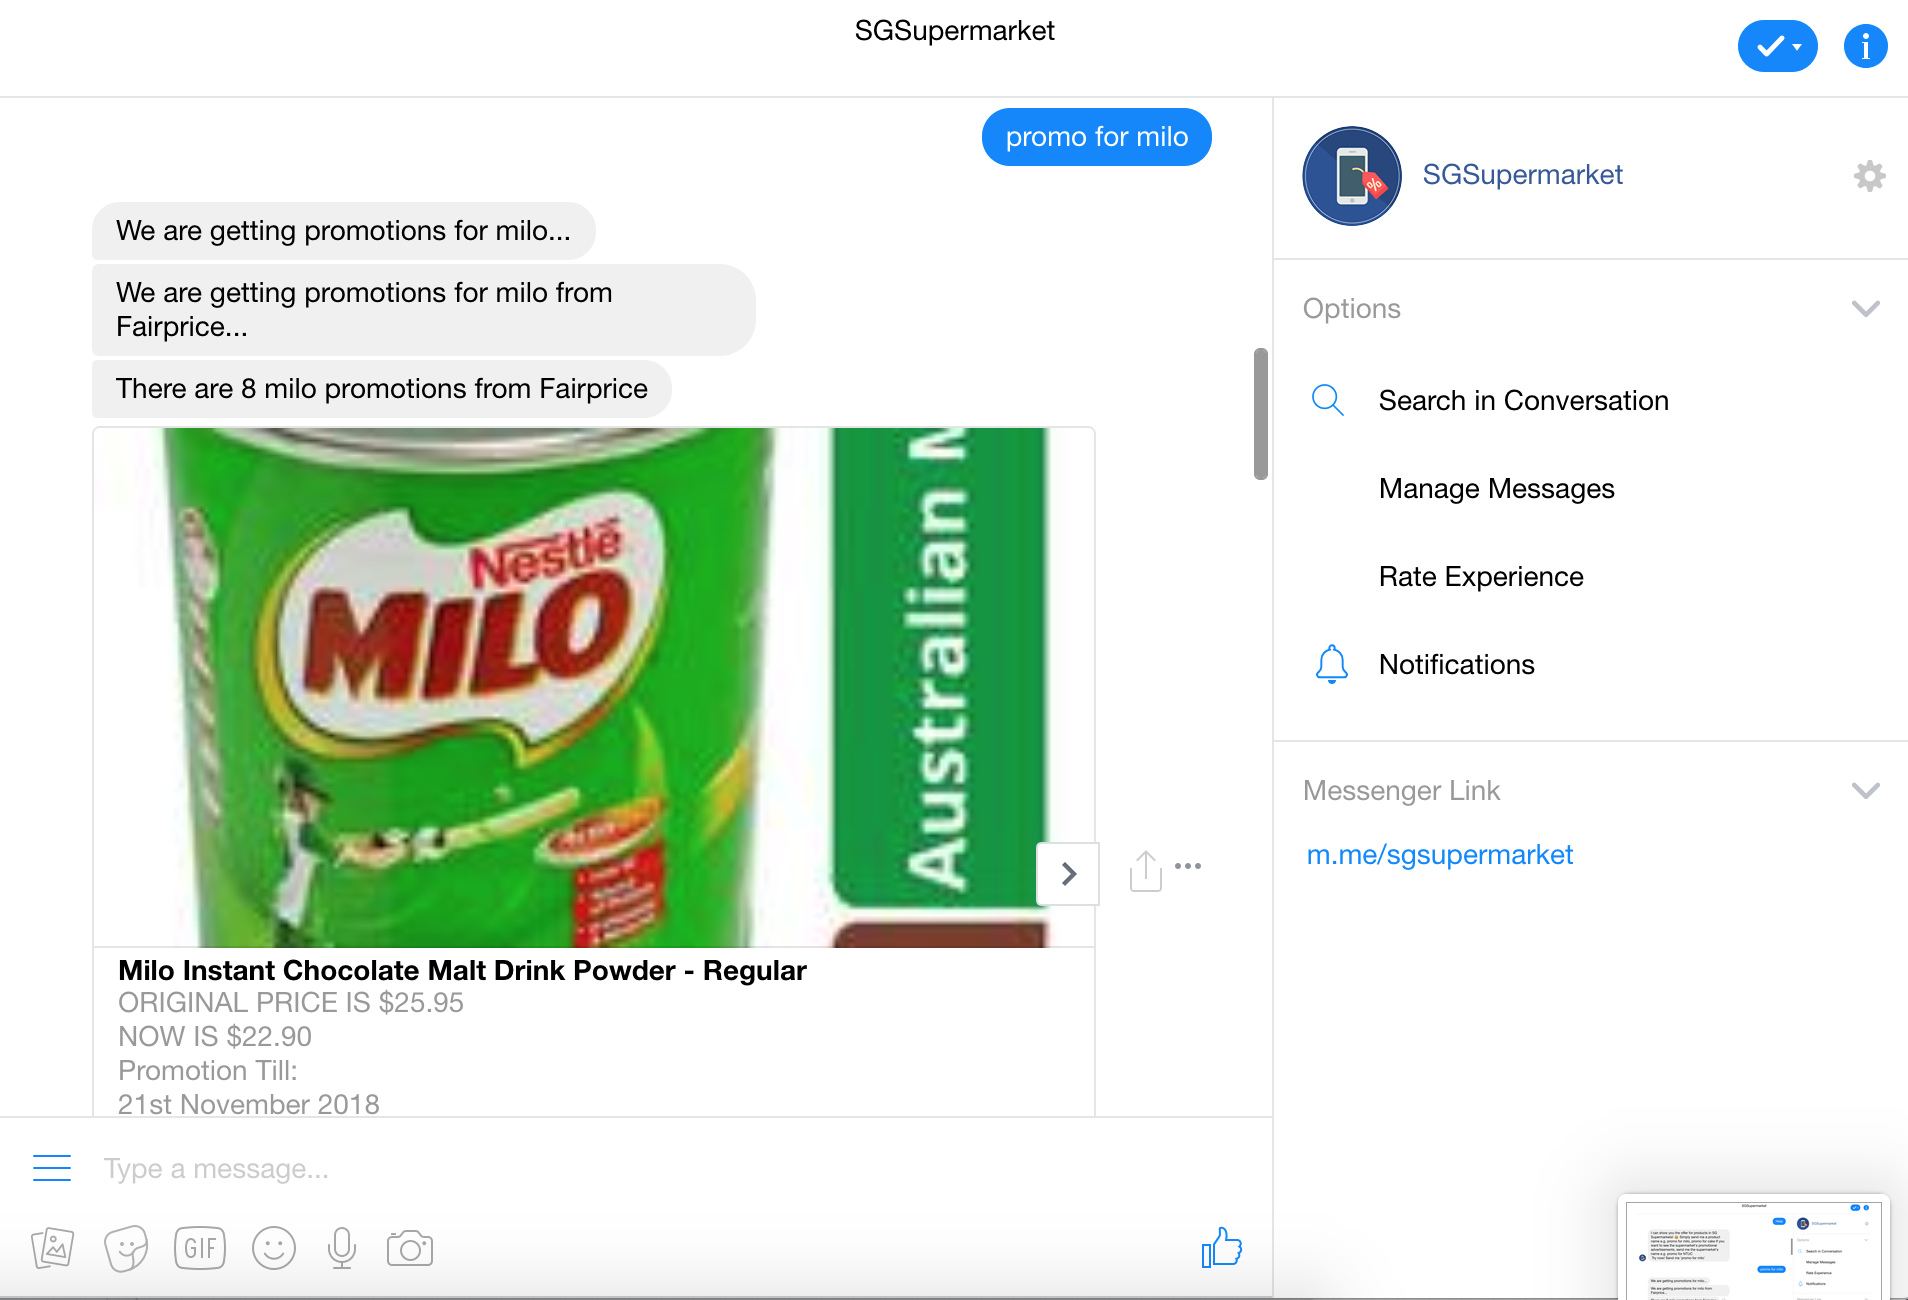 SGSupermarket
promo for milo
We are getting promotions for milo...
We are getting promotions for milo from
Fairprice...
There are 8 milo promotions from Fairprice
Nestlé
MILO
Australian M
Milo Instant Chocolate Malt Drink Powder - Regular
ORIGINAL PRICE IS $25.95
NOW IS $22.90
Promotion Till:
21st November 2018
Type a message...
GIF
SGSupermarket
%
Options
Search in Conversation
Manage Messages
Rate Experience
Notifications
Messenger Link
m.me/sgsupermarket